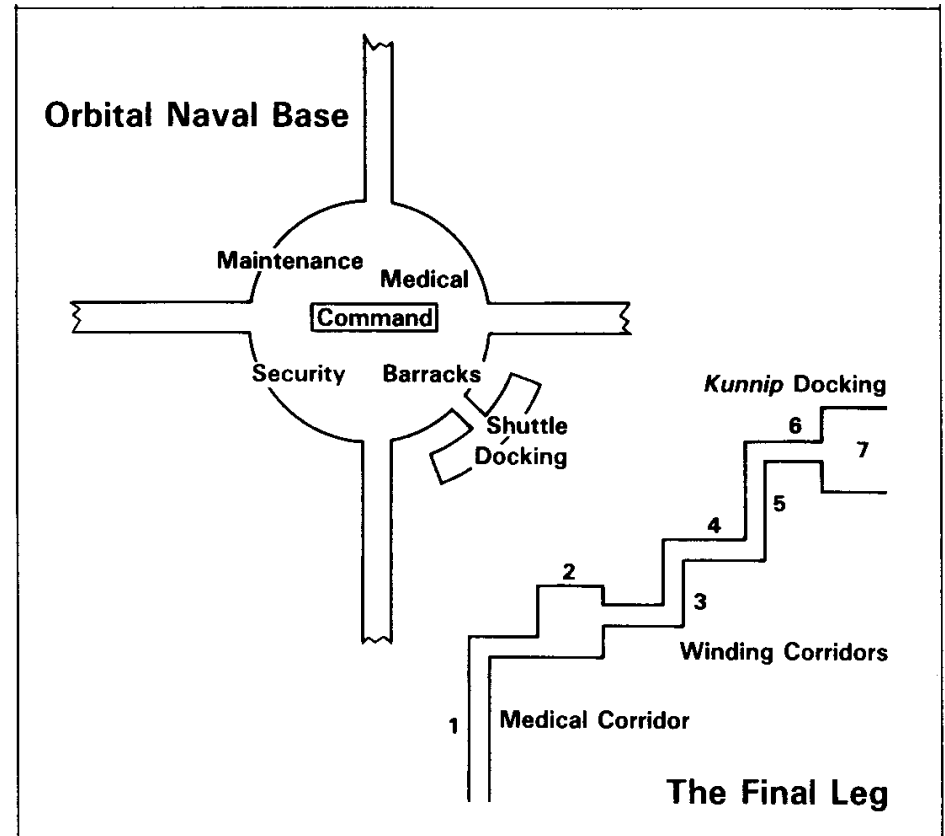 Orbital Naval Base
Maintenance
Medical
Command
Security
Barracks
Shuttle
Docking
Kunnip Docking
6
7
5
4
2
3
Winding Corridors
1
Medical Corridor
The Final Leg